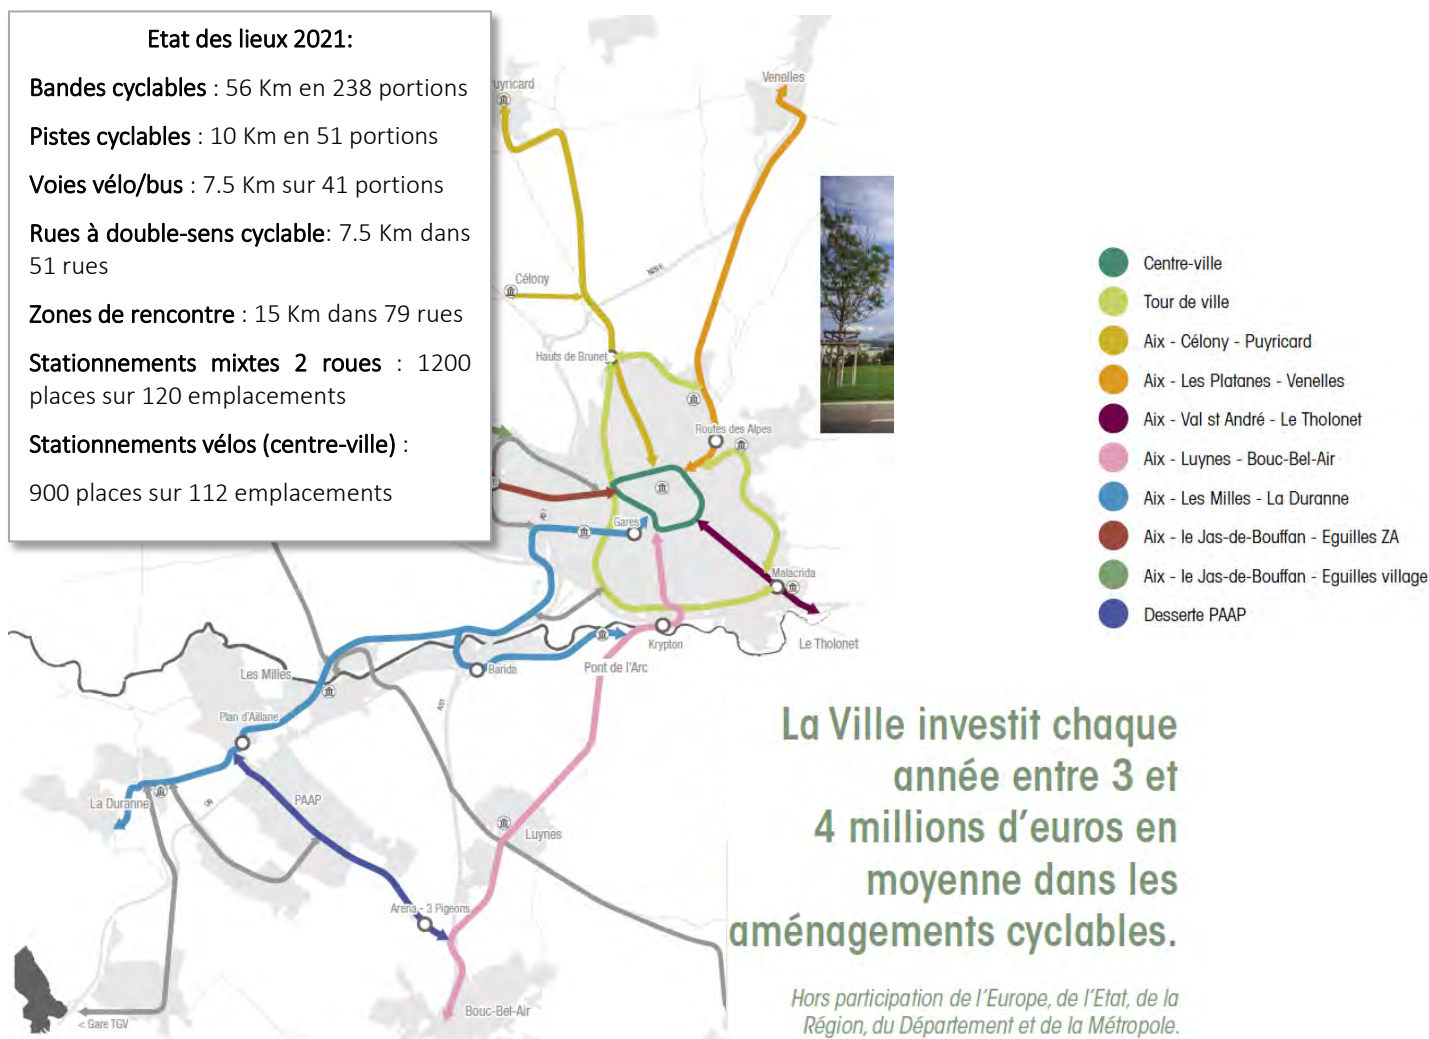 Etat des lieux 2021:
Bandes cyclables : 56 Km en 238 portions
Pistes cyclables : 10 Km en 51 portions
Voies vélo/bus : 7.5 Km sur 41 portions
Rues à double-sens cyclable: 7.5 Km dans
51 rues
Zones de rencontre : 15 Km dans 79 rues
Stationnements mixtes 2 roues : 1200
places sur 120 emplacements
Stationnements vélos (centre-ville) :
900 places sur 112 emplacements
uyricard
Venelles
Célony
Hauts de Brunet
Routes des Alpes
Gares
Malacrida
Le Tholonet
Krypton
Pont de l'Arc
Barida
Les Milles
Plan d'Aillane
La Duranne
PAAP
Luynes
A51
Arena - 3 Pigeons
Bouc-Bel-Air
< Gare TGV
Centre-ville
Tour de ville
Aix - Célony - Puyricard
Aix - Les Platanes - Venelles
Aix - Val st André - Le Tholonet
Aix - Luynes - Bouc-Bel-Air
Aix - Les Milles - La Duranne
Aix - le Jas-de-Bouffan - Eguilles ZA
Aix - le Jas-de-Bouffan - Eguilles village
Desserte PAAP
La Ville investit chaque
année entre 3 et
4 millions d'euros en
moyenne dans les
aménagements cyclables.
Hors participation de l'Europe, de l'Etat, de la
Région, du Département et de la Métropole.